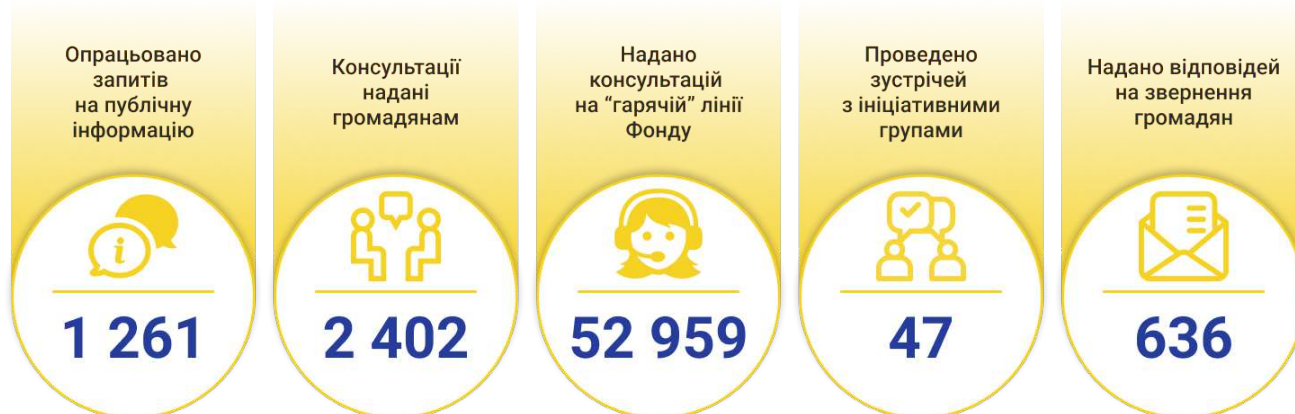 Опрацьовано
запитів
на публічну
інформацію
i
1 261
Консультації
надані
громадянам
2 402
Надано
консультацій
на “гарячій” лінії
Фонду
52 959
Проведено
зустрічей
з ініціативними
групами
47
Надано відповідей
на звернення
громадян
636